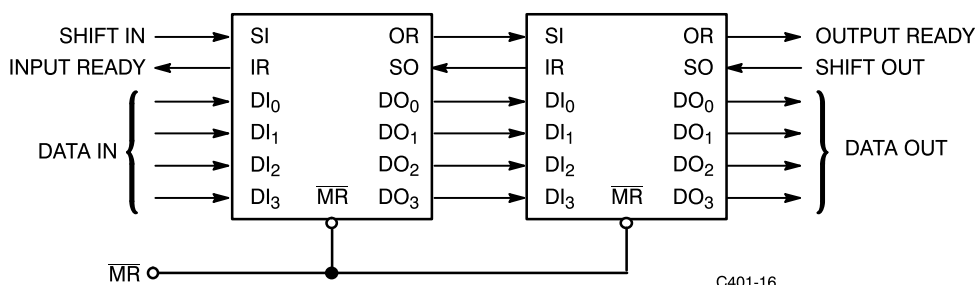 SHIFT IN SI OR SI OR OUTPUT READY
INPUT READY IR SO IR SO SHIFT OUT
DI0 DO0 DI0 DO0
DI1 DO1 DI1 DO1
DATA IN DATA OUT
DI2 DO2 DI2 DO2
DI3 MR DO3 DI3 MR DO3
MR
C401-16